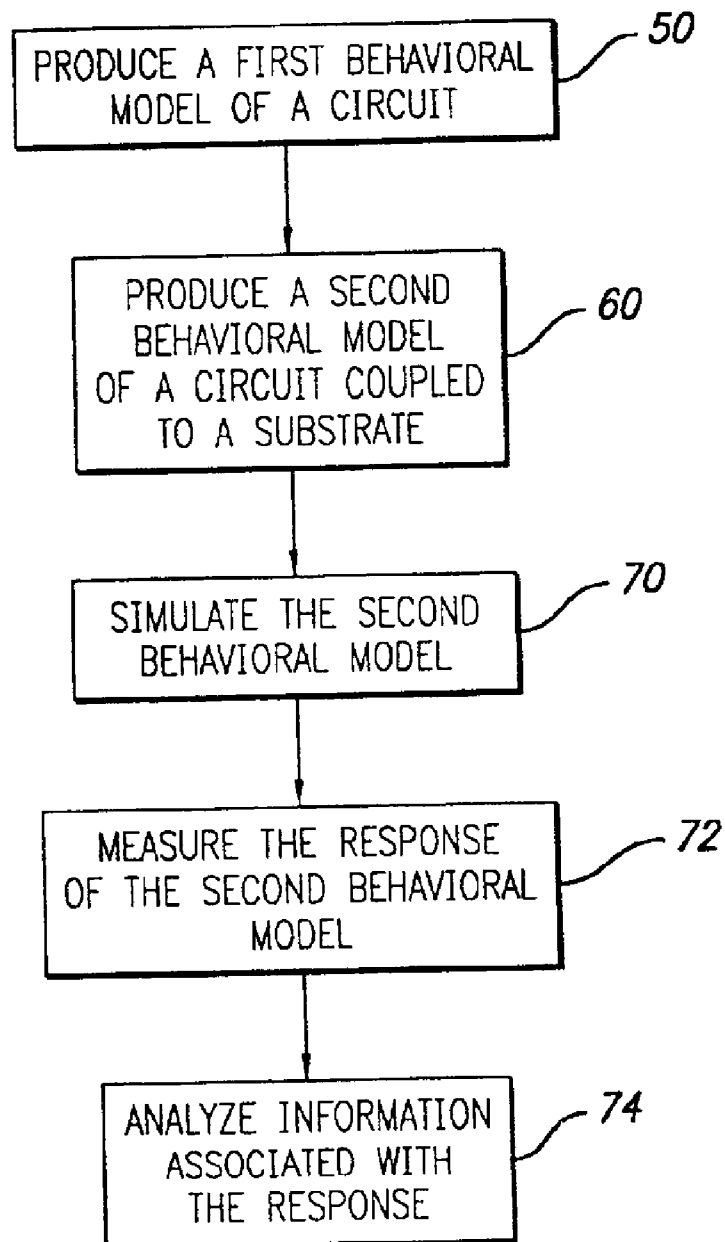 50
PRODUCE A FIRST BEHAVIORAL
MODEL OF A CIRCUIT
PRODUCE A SECOND
BEHAVIORAL MODEL
OF A CIRCUIT COUPLED
TO A SUBSTRATE
60
SIMULATE THE SECOND
BEHAVIORAL MODEL
70
MEASURE THE RESPONSE
OF THE SECOND BEHAVIORAL
MODEL
72
ANALYZE INFORMATION
ASSOCIATED WITH
THE RESPONSE
74